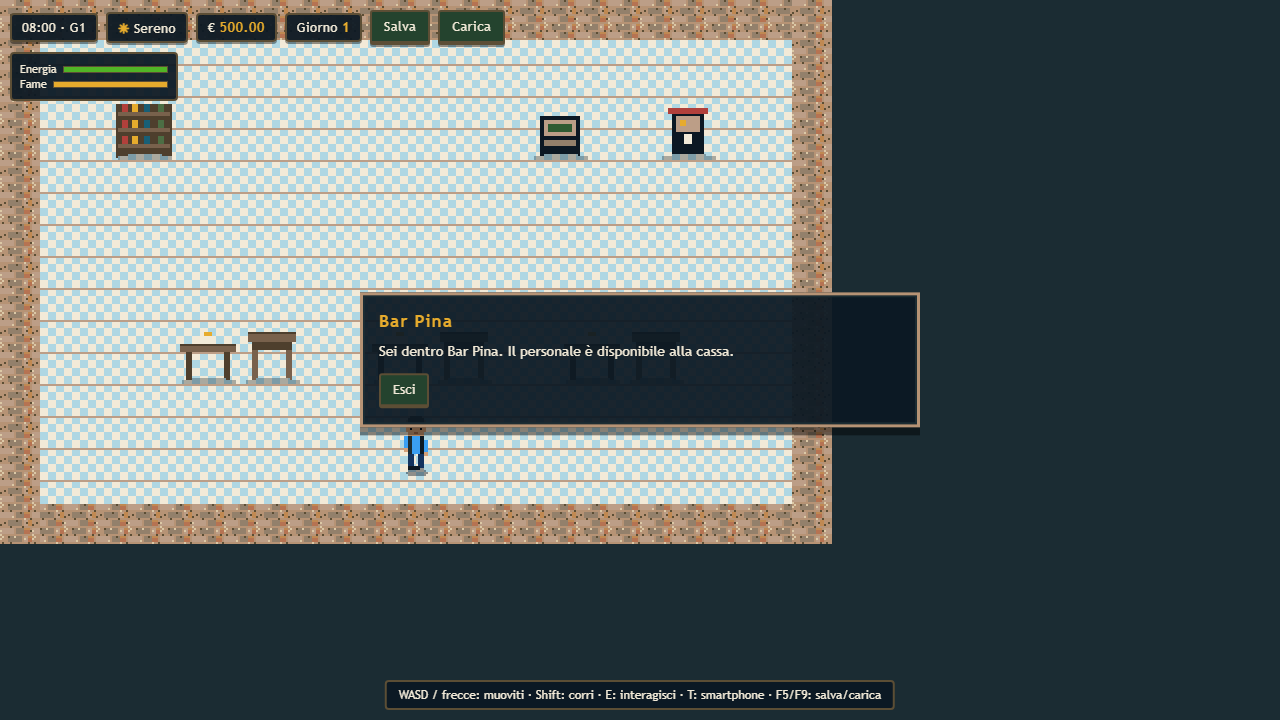 08:00 · G1
Sereno
€ 500.00
Giorno 1
Salva
Carica
Energia
Fame
Bar Pina
Sei dentro Bar Pina. Il personale è disponibile alla cassa.
Esci
WASD / frecce: muoviti · Shift: corri · E: interagisci · T: smartphone · F5/F9: salva/carica